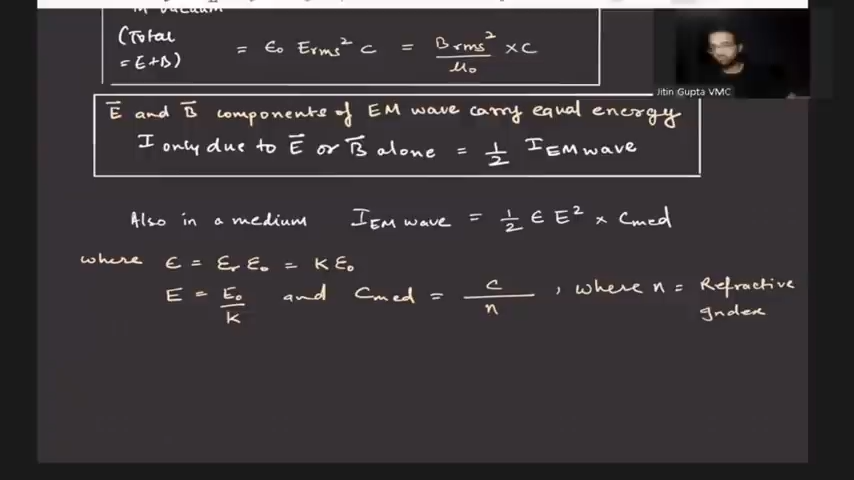 in vacuum
(Total
= E+B)
= ϵ₀ Erms² c = Brms²/μ₀ × C
Jitin Gupta VMC
E⃗ and B⃗ components of EM wave carry equal energy
I only due to E⃗ or B⃗ alone = 1/2 I EM wave
Also in a medium I EM wave = 1/2 ϵ E² × Cmed
where ϵ = ϵr ϵ₀ = K ϵ₀
E = E₀/K and Cmed = c/n , where n = Refractive
Index